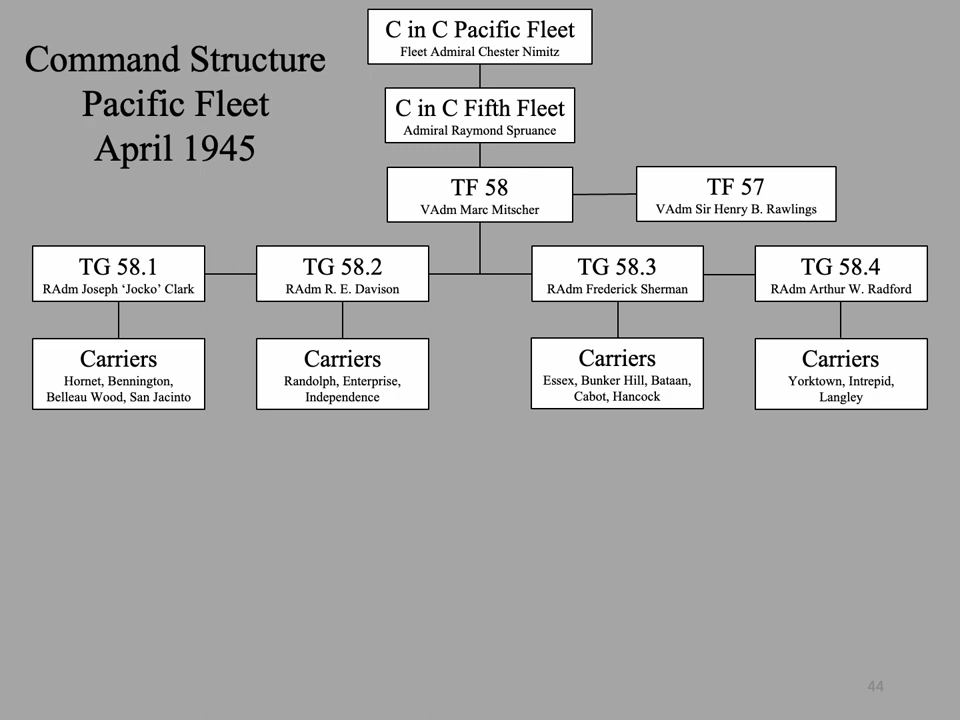 Command Structure
Pacific Fleet
April 1945
C in C Pacific Fleet
Fleet Admiral Chester Nimitz
C in C Fifth Fleet
Admiral Raymond Spruance
TF 58
VAdm Marc Mitscher
TF 57
VAdm Sir Henry B. Rawlings
TG 58.1
RAdm Joseph ‘Jocko’ Clark
TG 58.2
RAdm R. E. Davison
TG 58.3
RAdm Frederick Sherman
TG 58.4
RAdm Arthur W. Radford
Carriers
Hornet, Bennington,
Belleau Wood, San Jacinto
Carriers
Randolph, Enterprise,
Independence
Carriers
Essex, Bunker Hill, Bataan,
Cabot, Hancock
Carriers
Yorktown, Intrepid,
Langley
44